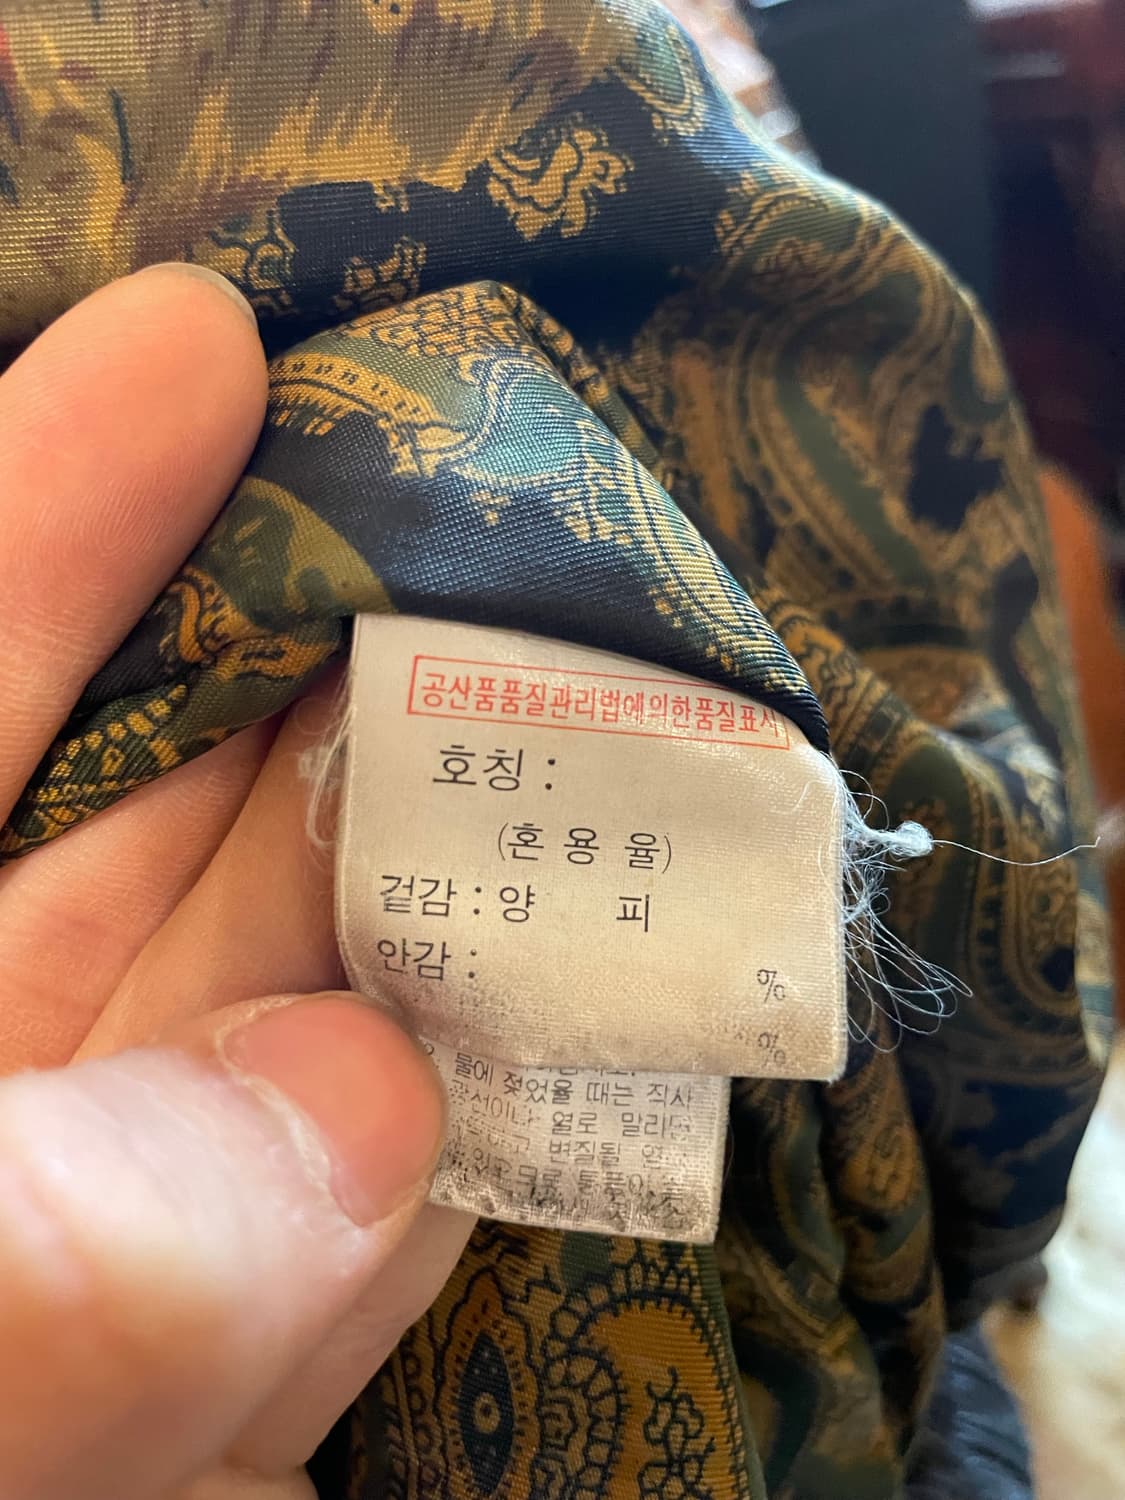 공산품품질관리법에의한품질표시
호칭 :
(혼 용 율)
겉감 : 양 피
안감 :
%
%
물에 젖었을 때는 직사
광선이나 열로 말리면
변질될 염